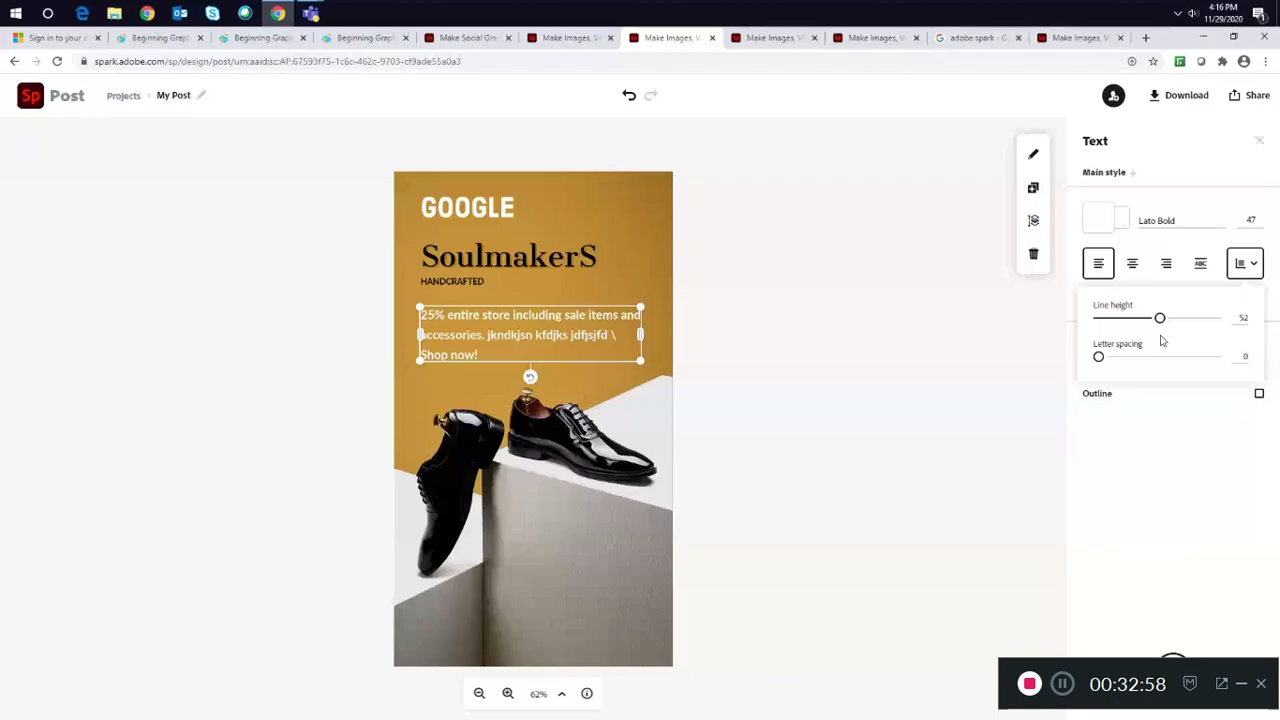 4:16 PM
11/29/2020
Sign in to your d
Beginning Grap
Beginning Grap
Beginning Grap
Make Social Gra
Make Images, V
Make Images, V
Make Images, V
Make Images, V
adobe spark - G
Make Images, V
spark.adobe.com/sp/design/post/urn:aaid:sc:AP:67593f75-1c6c-462c-9703-cf9ade55a0a3
Sp Post
Projects > My Post
Download
Share
Text
Main style +
Lato Bold
47
ABC
Line height
52
Letter spacing
0
Outline
GOOGLE
SoulmakerS
HANDCRAFTED
25% entire store including sale items and
accessories. jkndkjsn kfdjks jdfjsjfd \
Shop now!
62%
00:32:58